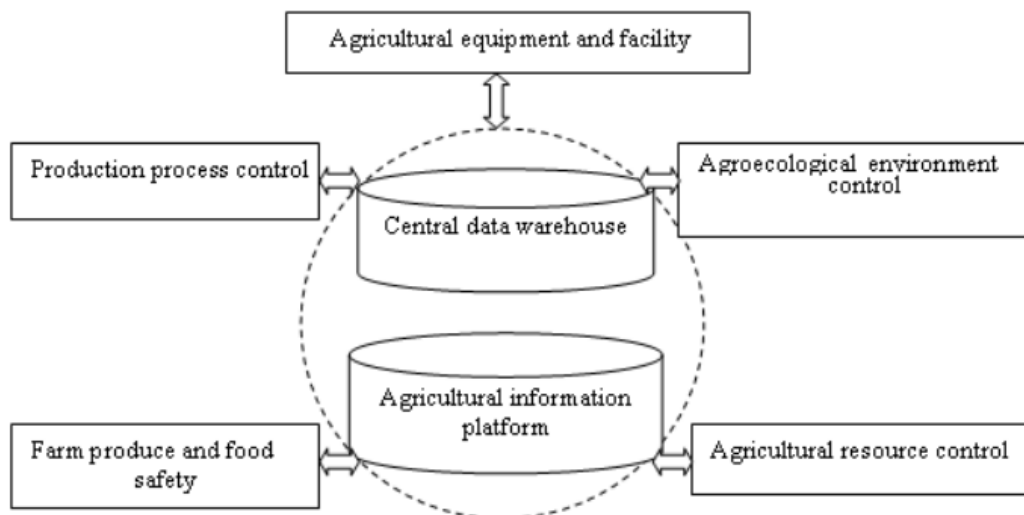 Agricultural equipment and facility
Production process control
Agroecological environment
control
Central data warehouse
Agricultural information
platform
Farm produce and food
safety
Agricultural resource control